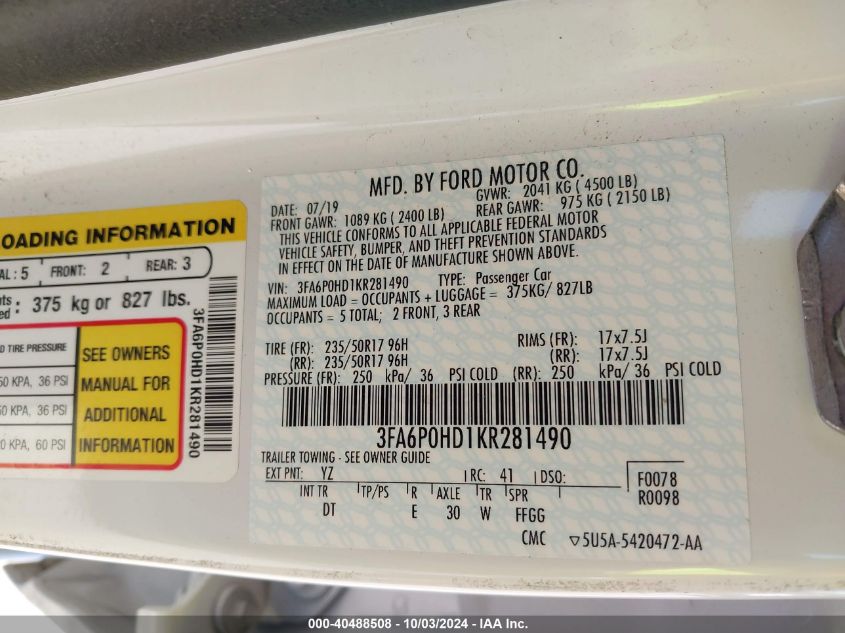 OADING INFORMATION
AL: 5 FRONT: 2 REAR: 3
375 kg or 827 lbs.
TIRE PRESSURE
50 KPA, 36 PSI
50 KPA, 36 PSI
0 KPA, 60 PSI
SEE OWNERS
MANUAL FOR
ADDITIONAL
INFORMATION
3FA6P0HD1KR281490
MFD. BY FORD MOTOR CO.
DATE: 07/19 GVWR: 2041 KG ( 4500 LB)
FRONT GAWR: 1089 KG ( 2400 LB) REAR GAWR: 975 KG ( 2150 LB)
THIS VEHICLE CONFORMS TO ALL APPLICABLE FEDERAL MOTOR
VEHICLE SAFETY, BUMPER, AND THEFT PREVENTION STANDARDS
IN EFFECT ON THE DATE OF MANUFACTURE SHOWN ABOVE.
VIN: 3FA6P0HD1KR281490 TYPE: Passenger Car
MAXIMUM LOAD = OCCUPANTS + LUGGAGE = 375KG/ 827LB
OCCUPANTS = 5 TOTAL; 2 FRONT, 3 REAR
TIRE (FR): 235/50R17 96H RIMS (FR): 17x7.5J
(RR): 235/50R17 96H (RR): 17x7.5J
PRESSURE (FR): 250 kPa/ 36 PSI COLD (RR): 250 kPa/ 36 PSI COLD
3FA6P0HD1KR281490
TRAILER TOWING - SEE OWNER GUIDE
EXT PNT: YZ RC: 41 DSO: F0078
R0098
INT TR TP/PS R AXLE TR SPR
DT E 30 W FFGG
CMC ▽5U5A-5420472-AA
000-40488508 - 10/03/2024 - IAA Inc.